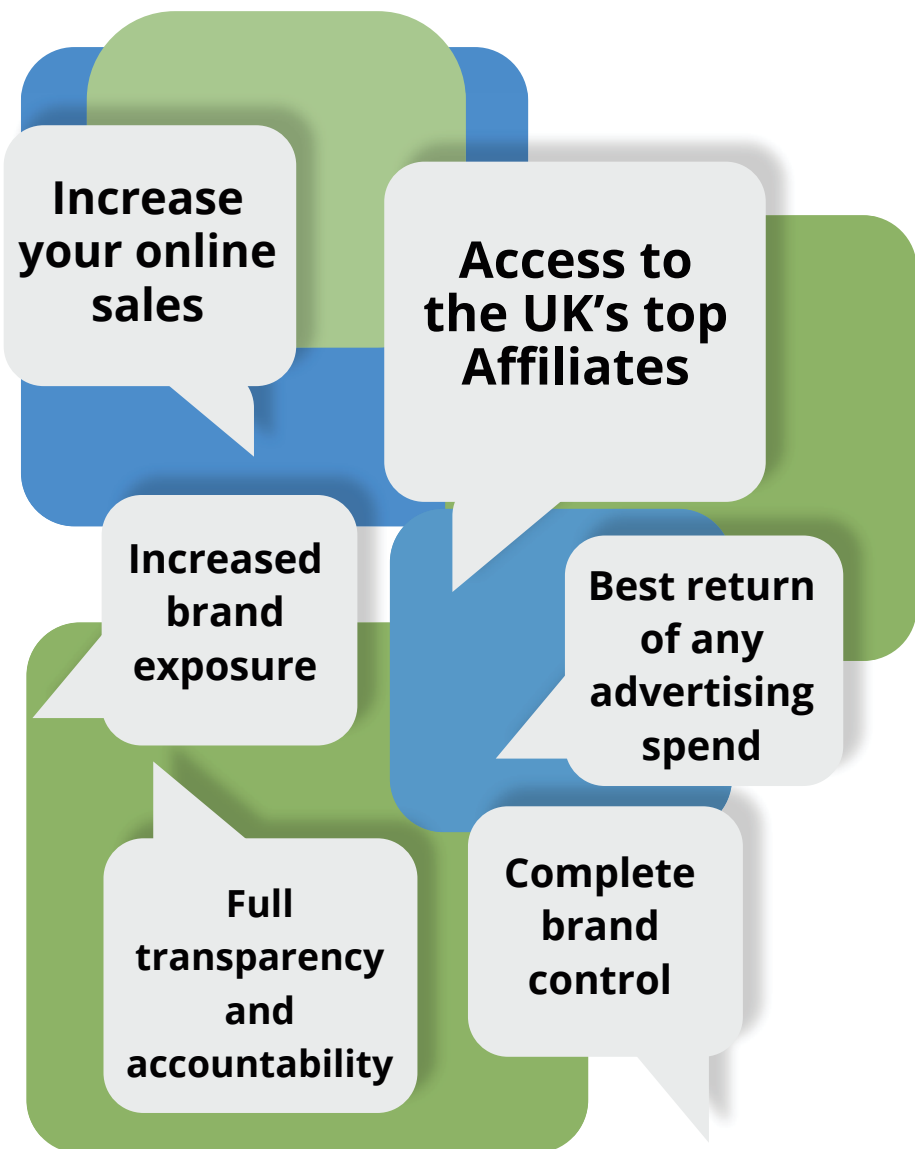 Increase
your online
sales
Access to
the UK’s top
Affiliates
Increased
brand
exposure
Best return
of any
advertising
spend
Full
transparency
and
accountability
Complete
brand
control